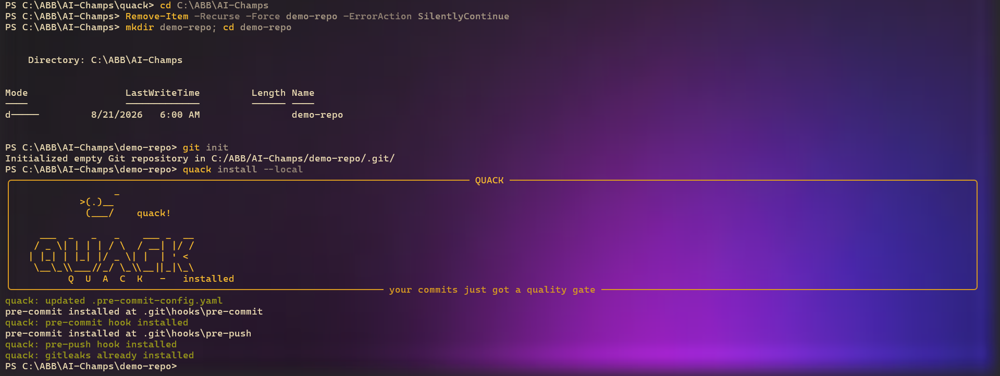 PS C:\ABB\AI-Champs\quack> cd C:\ABB\AI-Champs
PS C:\ABB\AI-Champs> Remove-Item -Recurse -Force demo-repo -ErrorAction SilentlyContinue
PS C:\ABB\AI-Champs> mkdir demo-repo; cd demo-repo
    Directory: C:\ABB\AI-Champs
Mode                 LastWriteTime         Length Name
----                 -------------         ------ ----
d-----         8/21/2026   6:00 AM                demo-repo
PS C:\ABB\AI-Champs\demo-repo> git init
Initialized empty Git repository in C:/ABB/AI-Champs/demo-repo/.git/
PS C:\ABB\AI-Champs\demo-repo> quack install --local
QUACK
                   _
             >(.)__
              (___/    quack!
      ___  _   _   _    ___ _  __
     / _ \| | | | / \  / __| |/ /
    | |_| | |_| |/ _ \| |  | ' <
     \__\_\\___//_/ \_\\__||_|\_\
           Q  U  A  C  K   -   installed
your commits just got a quality gate
quack: updated .pre-commit-config.yaml
pre-commit installed at .git\hooks\pre-commit
quack: pre-commit hook installed
pre-commit installed at .git\hooks\pre-push
quack: pre-push hook installed
quack: gitleaks already installed
PS C:\ABB\AI-Champs\demo-repo>